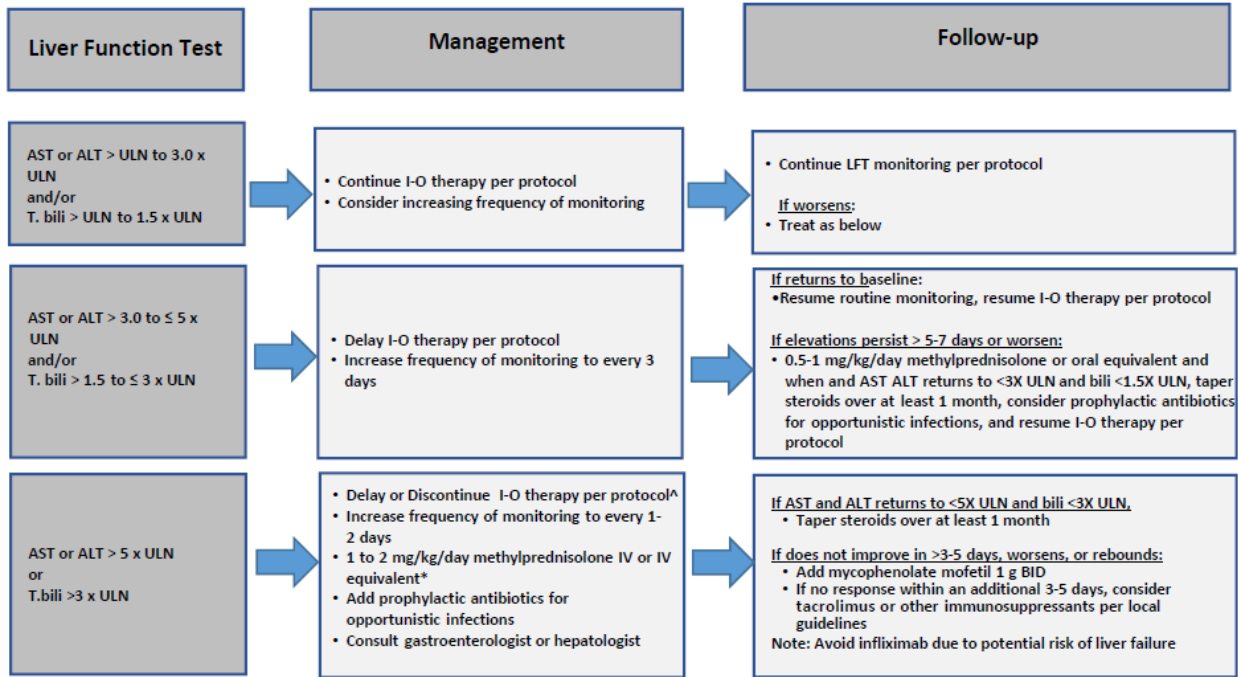 Liver Function Test
Management
Follow-up
AST or ALT > ULN to 3.0 x
ULN
and/or
T. bili > ULN to 1.5 x ULN
• Continue I-O therapy per protocol
• Consider increasing frequency of monitoring
• Continue LFT monitoring per protocol
If worsens:
• Treat as below
AST or ALT > 3.0 to ≤ 5 x
ULN
and/or
T. bili > 1.5 to ≤ 3 x ULN
• Delay I-O therapy per protocol
• Increase frequency of monitoring to every 3
days
If returns to baseline:
•Resume routine monitoring, resume I-O therapy per protocol
If elevations persist > 5-7 days or worsen:
• 0.5-1 mg/kg/day methylprednisolone or oral equivalent and
when and AST ALT returns to <3X ULN and bili <1.5X ULN, taper
steroids over at least 1 month, consider prophylactic antibiotics
for opportunistic infections, and resume I-O therapy per
protocol
AST or ALT > 5 x ULN
or
T.bili >3 x ULN
• Delay or Discontinue I-O therapy per protocol^
• Increase frequency of monitoring to every 1-
2 days
• 1 to 2 mg/kg/day methylprednisolone IV or IV
equivalent*
• Add prophylactic antibiotics for
opportunistic infections
• Consult gastroenterologist or hepatologist
If AST and ALT returns to <5X ULN and bili <3X ULN,
• Taper steroids over at least 1 month
If does not improve in >3-5 days, worsens, or rebounds:
• Add mycophenolate mofetil 1 g BID
• If no response within an additional 3-5 days, consider
tacrolimus or other immunosuppressants per local
guidelines
Note: Avoid infliximab due to potential risk of liver failure